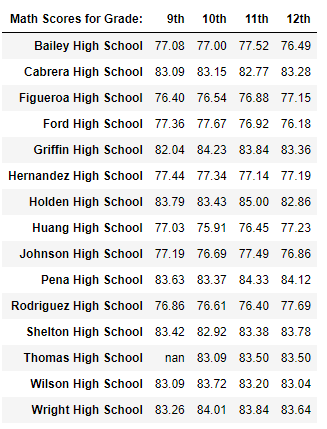 Math Scores for Grade: 9th 10th 11th 12th
Bailey High School 77.08 77.00 77.52 76.49
Cabrera High School 83.09 83.15 82.77 83.28
Figueroa High School 76.40 76.54 76.88 77.15
Ford High School 77.36 77.67 76.92 76.18
Griffin High School 82.04 84.23 83.84 83.36
Hernandez High School 77.44 77.34 77.14 77.19
Holden High School 83.79 83.43 85.00 82.86
Huang High School 77.03 75.91 76.45 77.23
Johnson High School 77.19 76.69 77.49 76.86
Pena High School 83.63 83.37 84.33 84.12
Rodriguez High School 76.86 76.61 76.40 77.69
Shelton High School 83.42 82.92 83.38 83.78
Thomas High School nan 83.09 83.50 83.50
Wilson High School 83.09 83.72 83.20 83.04
Wright High School 83.26 84.01 83.84 83.64